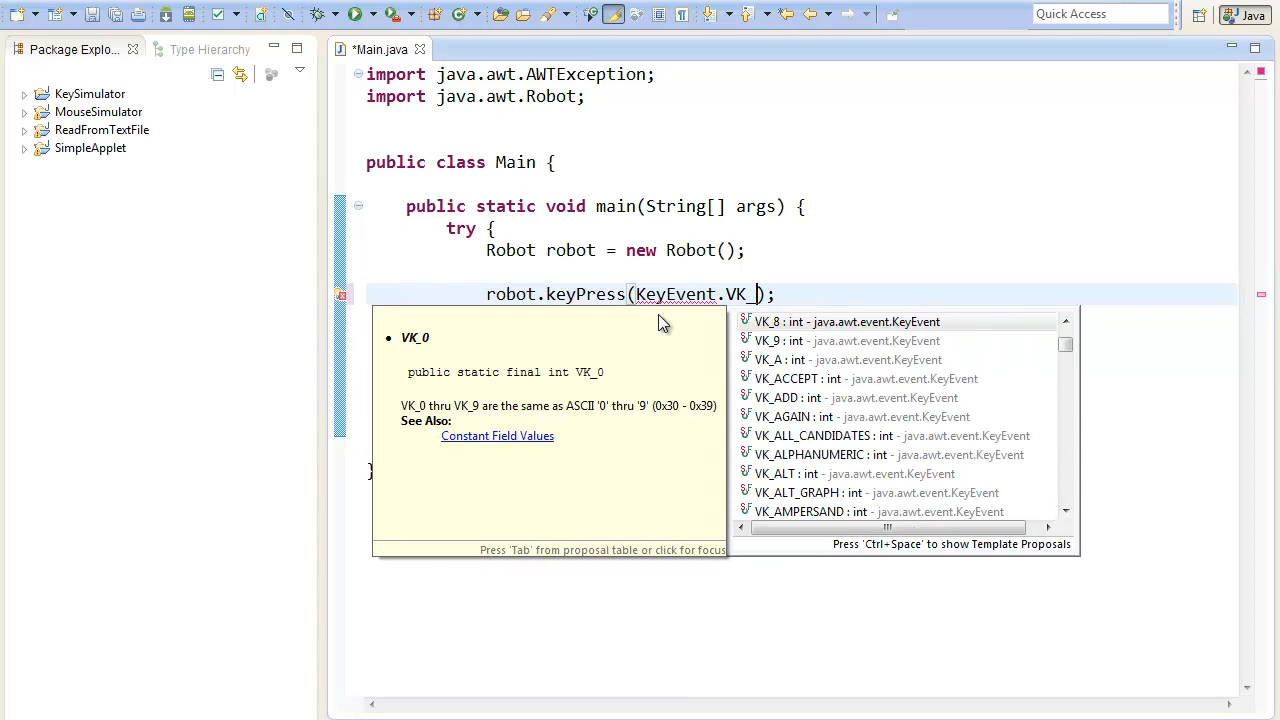 Quick Access
Java
Package Explo...
Type Hierarchy
*Main.java
KeySimulator
MouseSimulator
ReadFromTextFile
SimpleApplet
import java.awt.AWTException;
import java.awt.Robot;
public class Main {
public static void main(String[] args) {
try {
Robot robot = new Robot();
robot.keyPress(KeyEvent.VK_);
}
VK_0
public static final int VK_0
VK_0 thru VK_9 are the same as ASCII '0' thru '9' (0x30 - 0x39)
See Also:
Constant Field Values
Press 'Tab' from proposal table or click for focus
VK_8 : int - java.awt.event.KeyEvent
VK_9 : int - java.awt.event.KeyEvent
VK_A : int - java.awt.event.KeyEvent
VK_ACCEPT : int - java.awt.event.KeyEvent
VK_ADD : int - java.awt.event.KeyEvent
VK_AGAIN : int - java.awt.event.KeyEvent
VK_ALL_CANDIDATES : int - java.awt.event.KeyEvent
VK_ALPHANUMERIC : int - java.awt.event.KeyEvent
VK_ALT : int - java.awt.event.KeyEvent
VK_ALT_GRAPH : int - java.awt.event.KeyEvent
VK_AMPERSAND : int - java.awt.event.KeyEvent
Press 'Ctrl+Space' to show Template Proposals